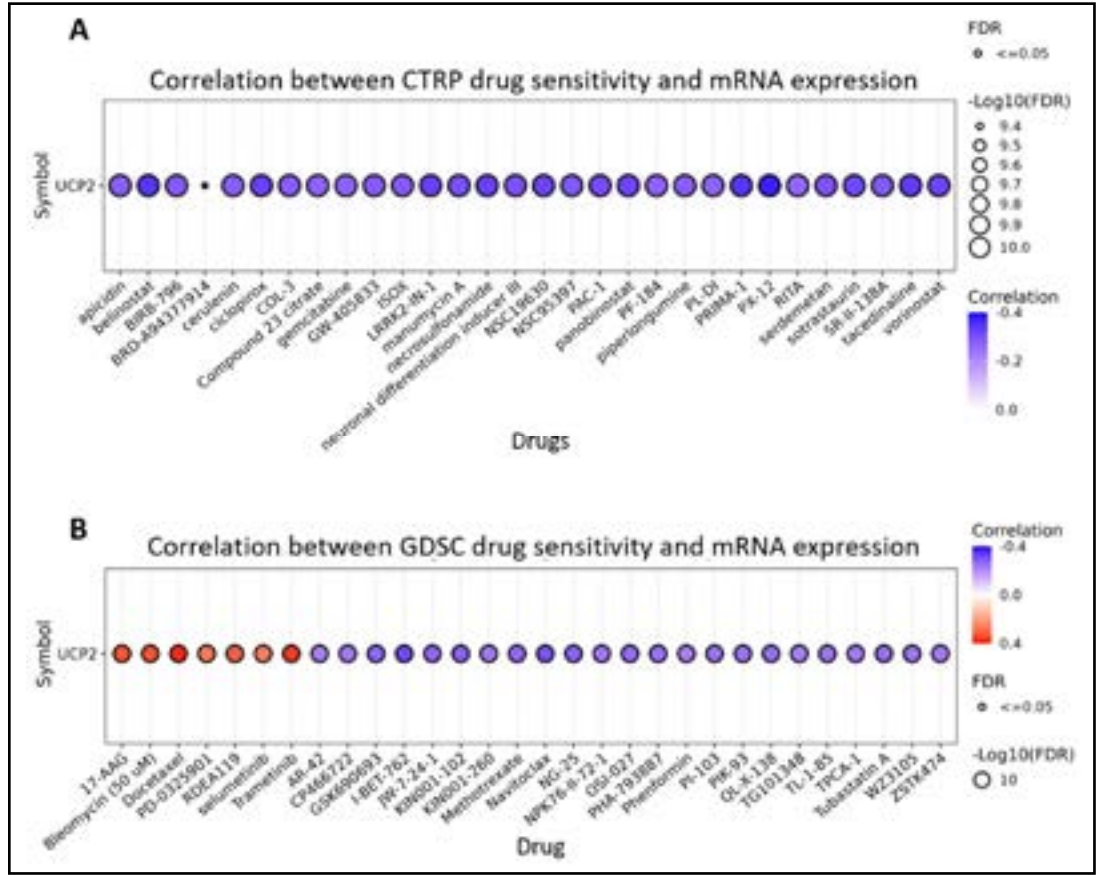 A
Correlation between CTRP drug sensitivity and mRNA expression
Symbol
UCP2
apicidin
belinostat
BIRB-796
BRD-A94377914
cerulenin
ciclopirox
COL-3
Compound 23 citrate
gemcitabine
GW-405833
ISOX
LRRK2-IN-1
manumycin A
necrosulfonamide
neuronal differentiation inducer III
NSC19630
NSC95397
PAC-1
panobinostat
PF-184
piperlongumine
PL-DI
PRIMA-1
PX-12
RITA
serdemetan
sotrastaurin
SR-II-138A
tacedinaline
vorinostat
Drugs
FDR
<=0.05
-Log10(FDR)
9.4
9.5
9.6
9.7
9.8
9.9
10.0
Correlation
-0.4
-0.2
0.0
B
Correlation between GDSC drug sensitivity and mRNA expression
Symbol
UCP2
17-AAG
Bleomycin (50 uM)
Docetaxel
PD-0325901
RDEA119
selumetinib
Trametinib
AR-42
CP466722
GSK690693
I-BET-762
JW-7-24-1
KIN001-102
KIN001-260
Methotrexate
Navitoclax
NG-25
NPK76-II-72-1
OSI-027
PHA-793887
Phenformin
PI-103
PIK-93
QL-X-138
TG101348
TL-1-85
TPCA-1
Tubastatin A
WZ3105
ZSTK474
Drug
Correlation
-0.4
0.0
0.4
FDR
<=0.05
-Log10(FDR)
10